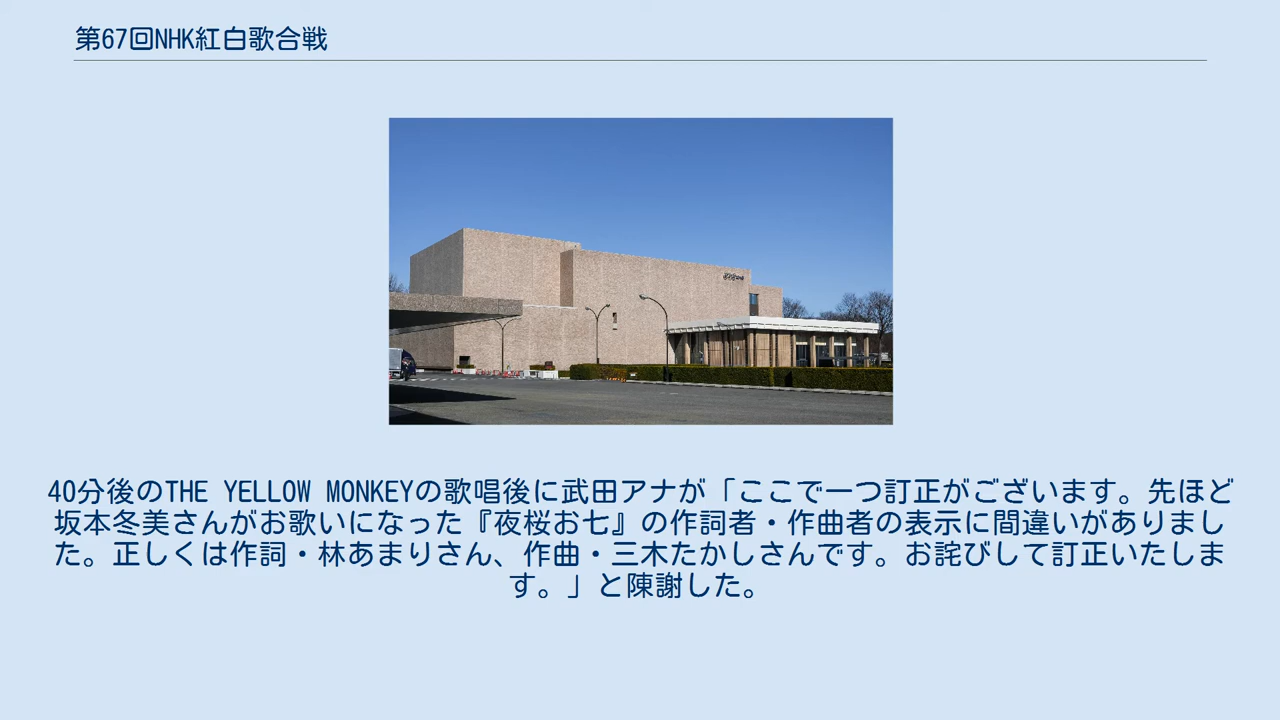 第67回NHK紅白歌合戦
40分後のTHE YELLOW MONKEYの歌唱後に武田アナが「ここで一つ訂正がございます。先ほど
坂本冬美さんがお歌いになった『夜桜お七』の作詞者・作曲者の表示に間違いがありまし
た。正しくは作詞・林あまりさん、作曲・三木たかしさんです。お詫びして訂正いたしま
す。」と陳謝した。